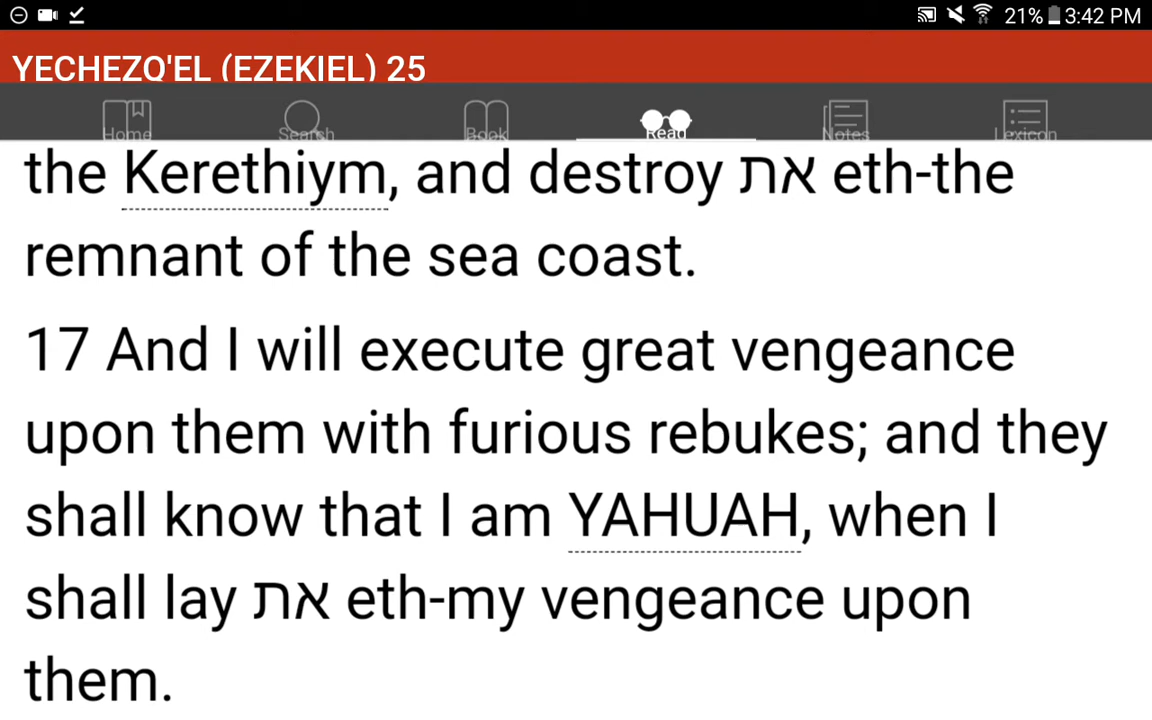 21% 3:42 PM
YECHEZQ'EL (EZEKIEL) 25
Home Search Book Read Notes Lexicon
the Kerethiym, and destroy את eth-the
remnant of the sea coast.
17 And I will execute great vengeance
upon them with furious rebukes; and they
shall know that I am YAHUAH, when I
shall lay את eth-my vengeance upon
them.